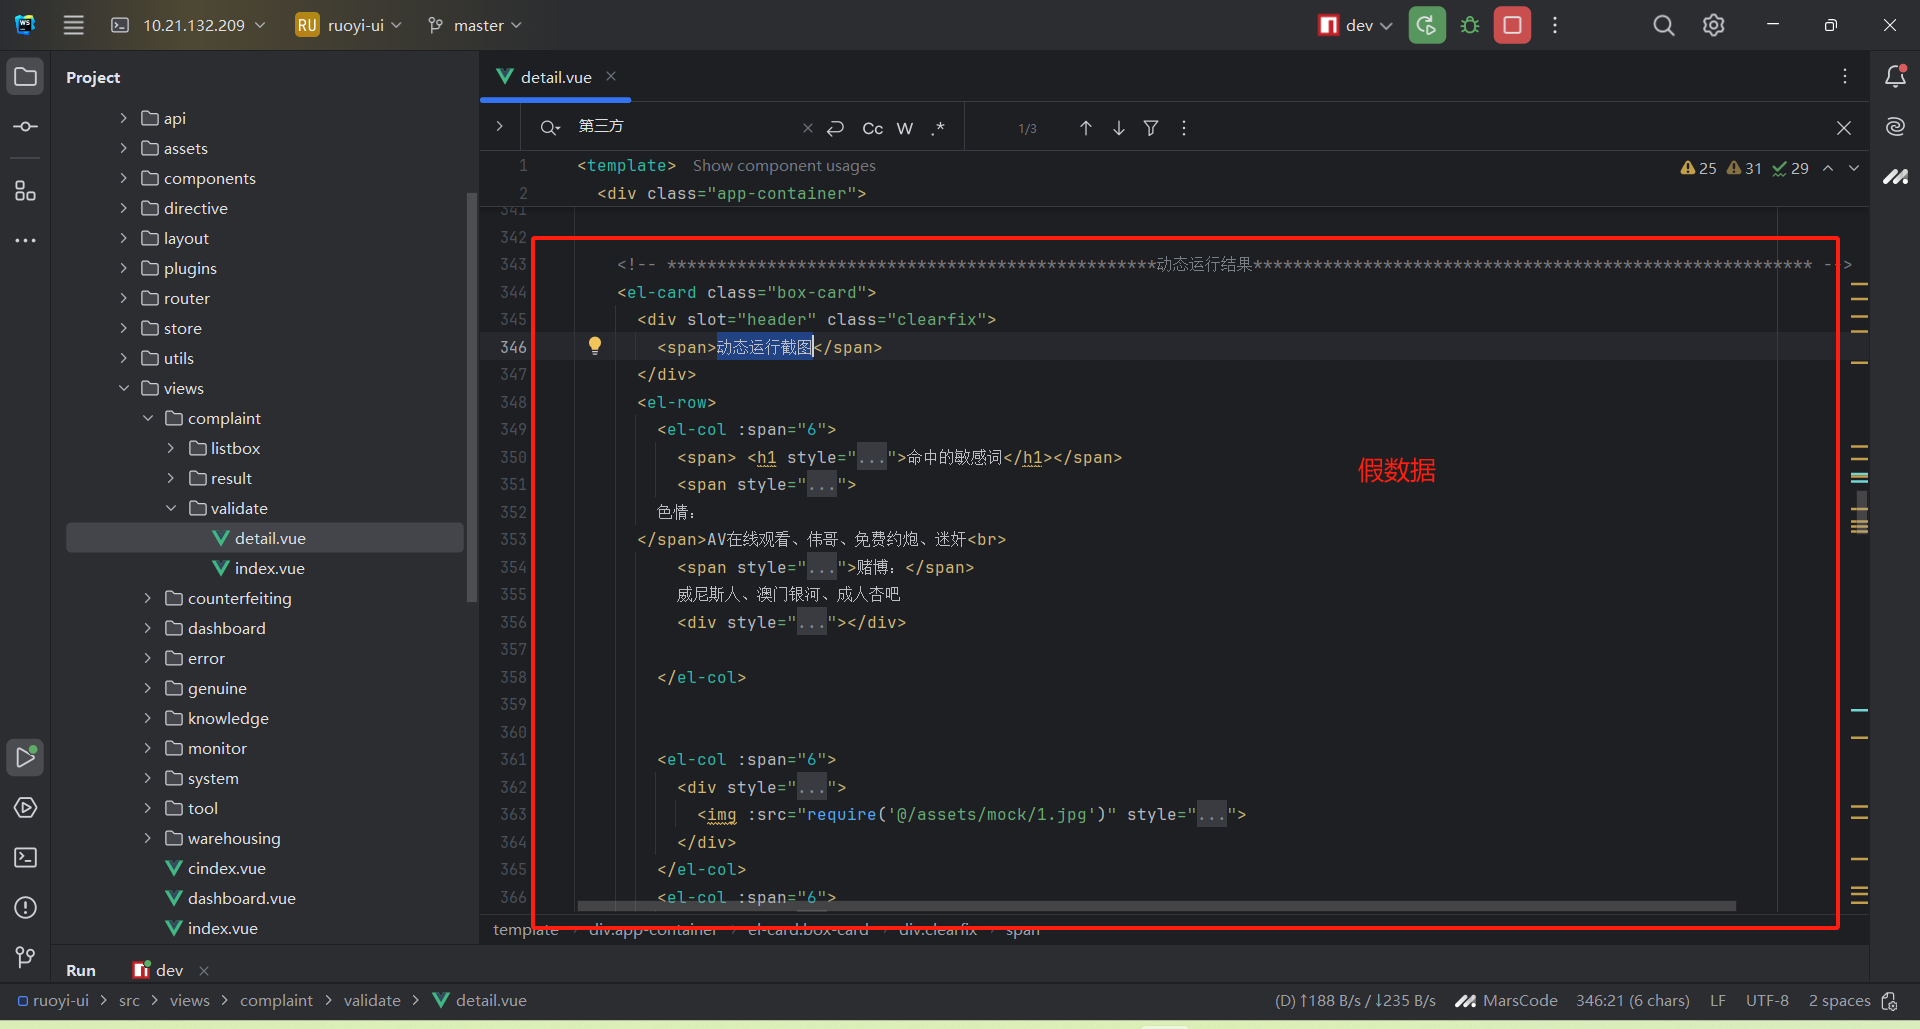 10.21.132.209
RU ruoyi-ui
master
dev
Project
detail.vue
api
assets
components
directive
layout
plugins
router
store
utils
views
complaint
listbox
result
validate
detail.vue
index.vue
counterfeiting
dashboard
error
genuine
knowledge
monitor
system
tool
warehousing
cindex.vue
dashboard.vue
index.vue
第三方
Cc W .* 1/3
1 <template> Show component usages
25 31 29
2 <div class="app-container">
341
342
343 <!-- *************************************************动态运行结果******************************************************** -->
344 <el-card class="box-card">
345 <div slot="header" class="clearfix">
346 <span>动态运行截图</span>
347 </div>
348 <el-row>
349 <el-col :span="6">
350 <span> <h1 style="...">命中的敏感词</h1></span>
351 <span style="...">
352 色情：
353 </span>AV在线观看、伟哥、免费约炮、迷奸<br>
354 <span style="...">赌博：</span>
355 威尼斯人、澳门银河、成人杏吧
356 <div style="..."></div>
357
358 </el-col>
359
360
361 <el-col :span="6">
362 <div style="...">
363 <img :src="require('@/assets/mock/1.jpg')" style="...">
364 </div>
365 </el-col>
366 <el-col :span="6">
假数据
template div.app-container el-card.box-card div.clearfix span
Run dev
ruoyi-ui > src > views > complaint > validate > detail.vue
(D) ↑188 B/s / ↓235 B/s MarsCode 346:21 (6 chars) LF UTF-8 2 spaces